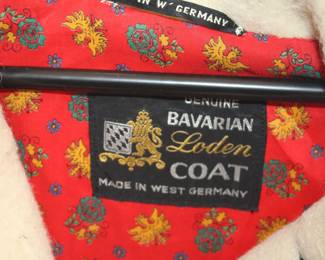 IN W. GERMANY
GENUINE
BAVARIAN
Loden
COAT
MADE IN WEST GERMANY